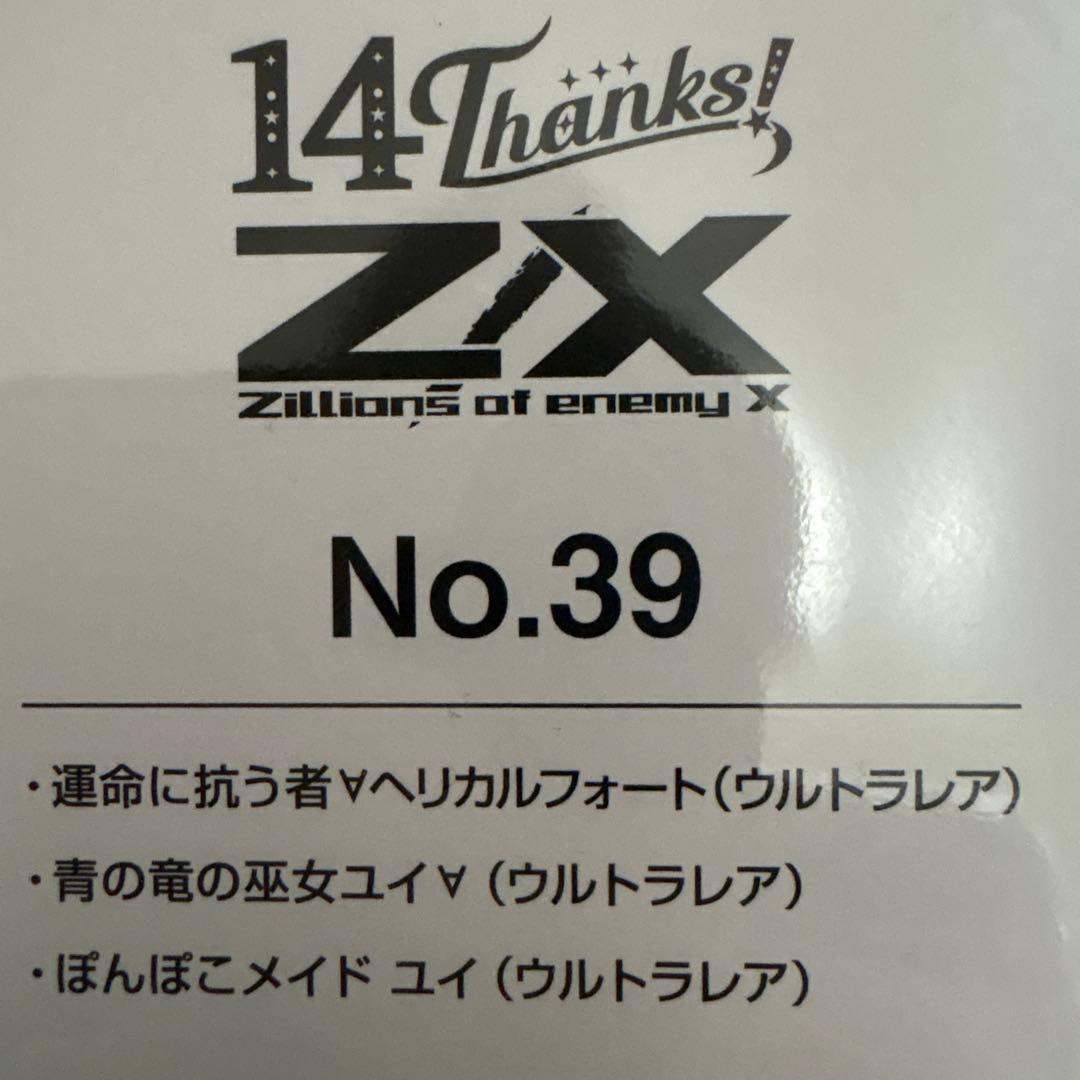 14 Thanks!
Z/X
Zillions of enemy X
No.39
・運命に抗う者∀ヘリカルフォート(ウルトラレア)
・青の竜の巫女ユイ∀ (ウルトラレア)
・ぽんぽこメイド ユイ (ウルトラレア)